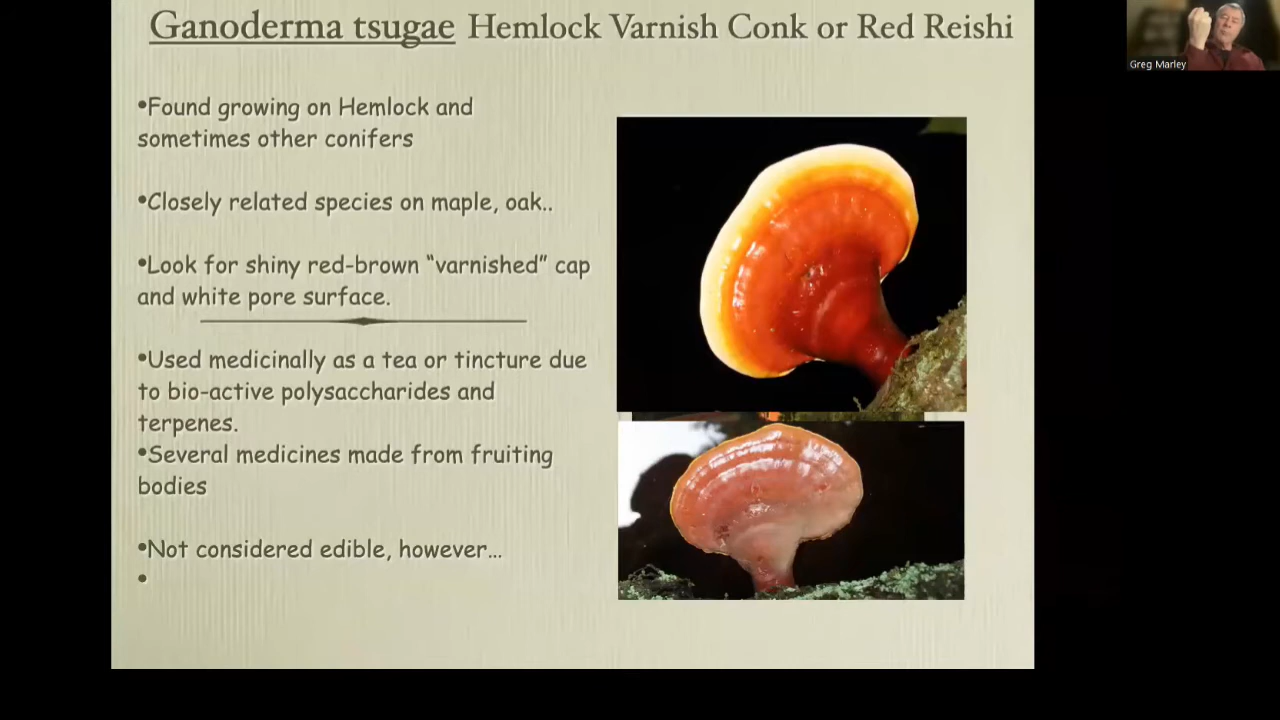 Ganoderma tsugae Hemlock Varnish Conk or Red Reishi
Greg Marley
•Found growing on Hemlock and
sometimes other conifers
•Closely related species on maple, oak..
•Look for shiny red-brown “varnished” cap
and white pore surface.
•Used medicinally as a tea or tincture due
to bio-active polysaccharides and
terpenes.
•Several medicines made from fruiting
bodies
•Not considered edible, however…
•